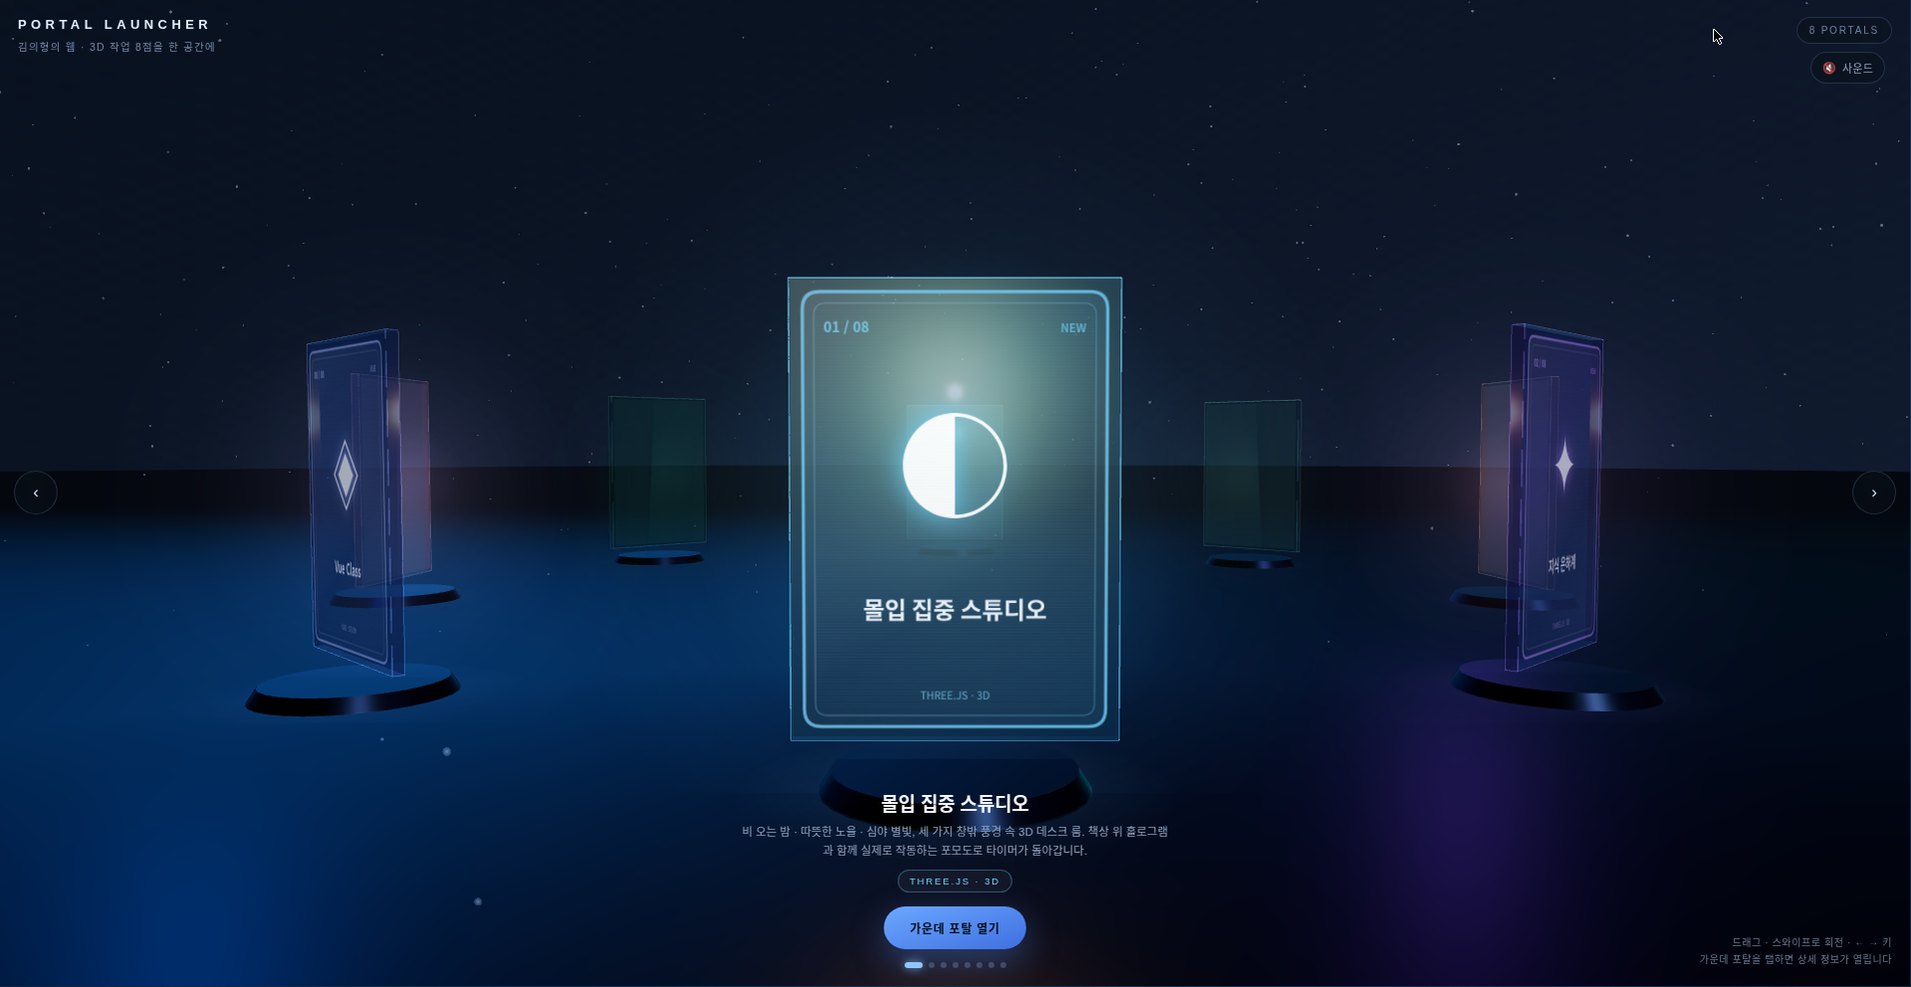 PORTAL LAUNCHER
김의형의 웹 · 3D 작업 8점을 한 공간에
8 PORTALS
사운드
01 / 08
NEW
몰입 집중 스튜디오
THREE.JS · 3D
Vue Class
지식 은하계
‹
›
몰입 집중 스튜디오
비 오는 밤 · 따뜻한 노을 · 심야 별빛, 세 가지 창밖 풍경 속 3D 데스크 룸. 책상 위 홀로그램
과 함께 실제로 작동하는 포모도로 타이머가 돌아갑니다.
THREE.JS · 3D
가운데 포탈 열기
드래그 · 스와이프로 회전 · ← → 키
가운데 포탈을 탭하면 상세 정보가 열립니다